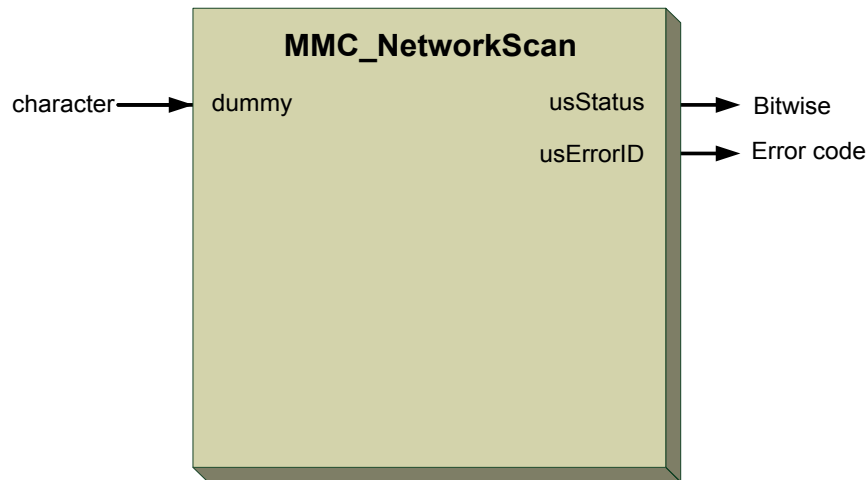 MMC_NetworkScan
character dummy usStatus Bitwise
usErrorID Error code